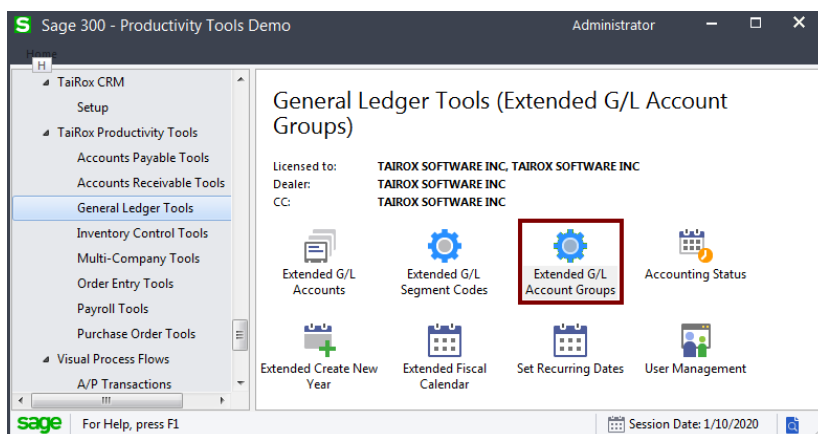 S Sage 300 - Productivity Tools Demo Administrator
Home
H
TaiRox CRM
Setup
TaiRox Productivity Tools
Accounts Payable Tools
Accounts Receivable Tools
General Ledger Tools
Inventory Control Tools
Multi-Company Tools
Order Entry Tools
Payroll Tools
Purchase Order Tools
Visual Process Flows
A/P Transactions
General Ledger Tools (Extended G/L Account
Groups)
Licensed to: TAIROX SOFTWARE INC, TAIROX SOFTWARE INC
Dealer: TAIROX SOFTWARE INC
CC: TAIROX SOFTWARE INC
Extended G/L
Accounts
Extended G/L
Segment Codes
Extended G/L
Account Groups
Accounting Status
Extended Create New
Year
Extended Fiscal
Calendar
Set Recurring Dates
User Management
sage For Help, press F1 Session Date: 1/10/2020